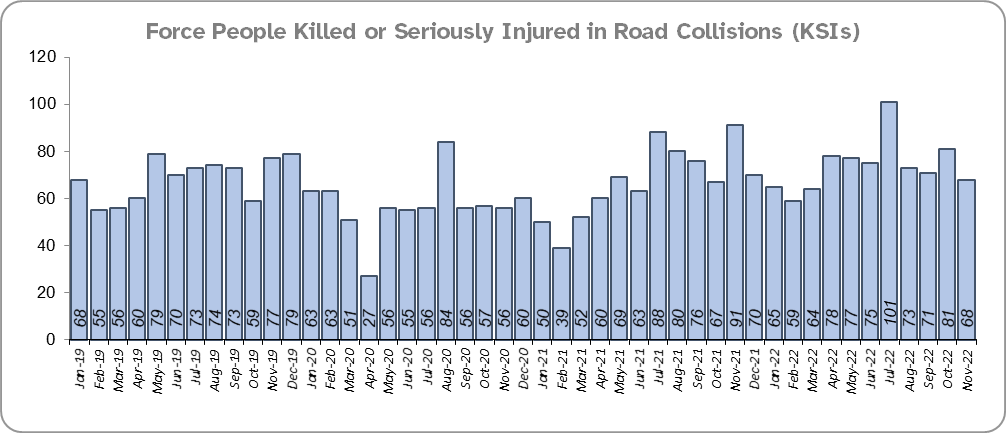 Force People Killed or Seriously Injured in Road Collisions (KSIs)
120
100
80
60
40
20
0
68 55 56 60 79 70 73 74 73 59 77 79 63 63 51 27 56 55 56 84 56 57 56 60 50 39 52 60 69 63 88 80 76 67 91 70 65 59 64 78 77 75 101 73 71 81 68
Jan-19 Feb-19 Mar-19 Apr-19 May-19 Jun-19 Jul-19 Aug-19 Sep-19 Oct-19 Nov-19 Dec-19 Jan-20 Feb-20 Mar-20 Apr-20 May-20 Jun-20 Jul-20 Aug-20 Sep-20 Oct-20 Nov-20 Dec-20 Jan-21 Feb-21 Mar-21 Apr-21 May-21 Jun-21 Jul-21 Aug-21 Sep-21 Oct-21 Nov-21 Dec-21 Jan-22 Feb-22 Mar-22 Apr-22 May-22 Jun-22 Jul-22 Aug-22 Sep-22 Oct-22 Nov-22